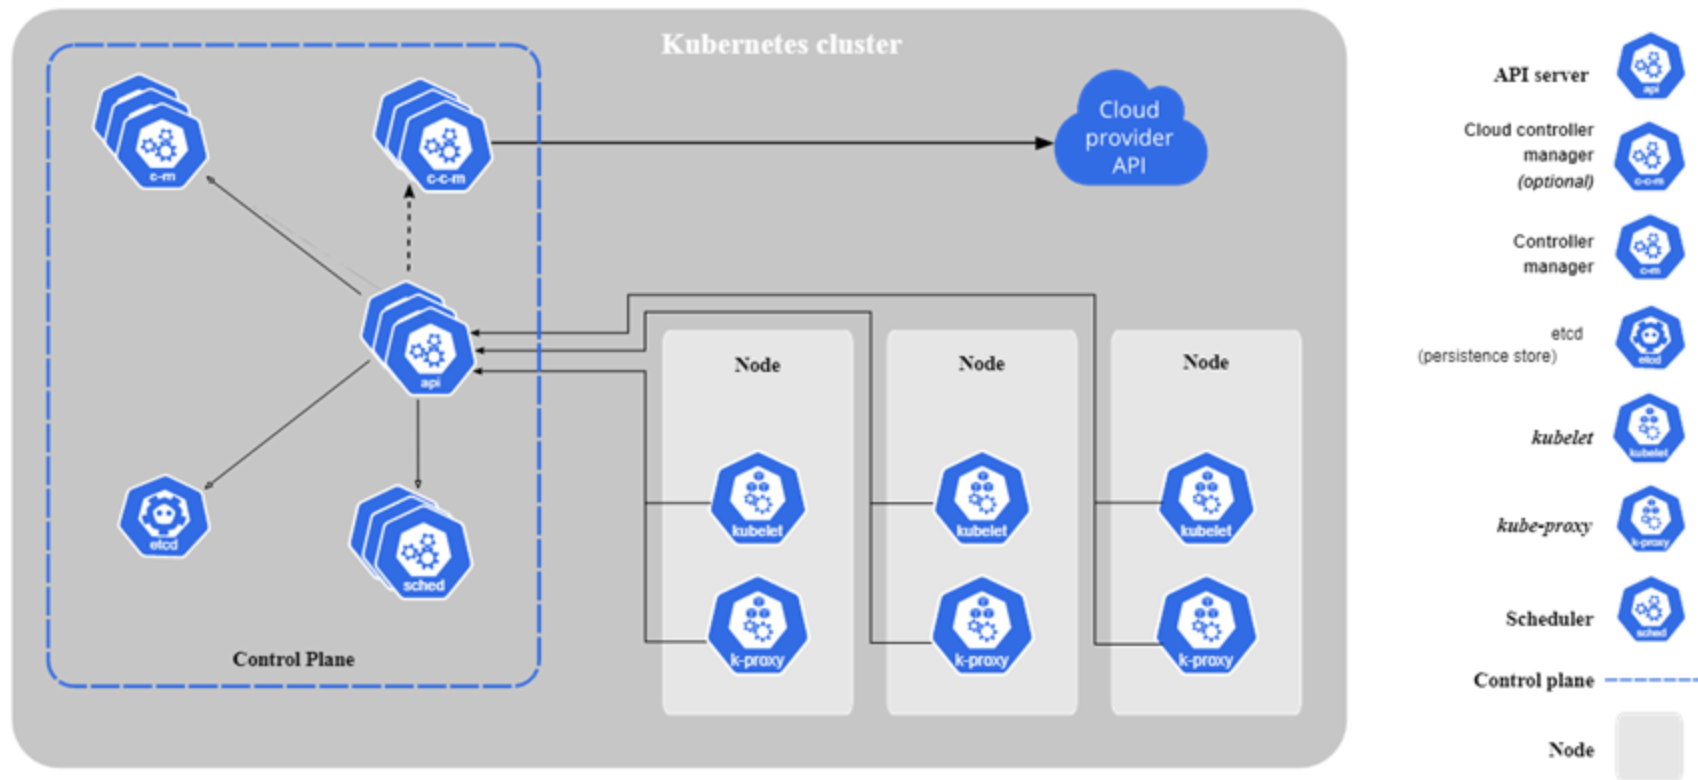 Kubernetes cluster
c-m
c-c-m
Cloud
provider
API
api
etcd
sched
Control Plane
Node
kubelet
k-proxy
Node
kubelet
k-proxy
Node
kubelet
k-proxy
API server
api
Cloud controller
manager
(optional)
c-c-m
Controller
manager
c-m
etcd
(persistence store)
etcd
kubelet
kubelet
kube-proxy
k-proxy
Scheduler
sched
Control plane
Node